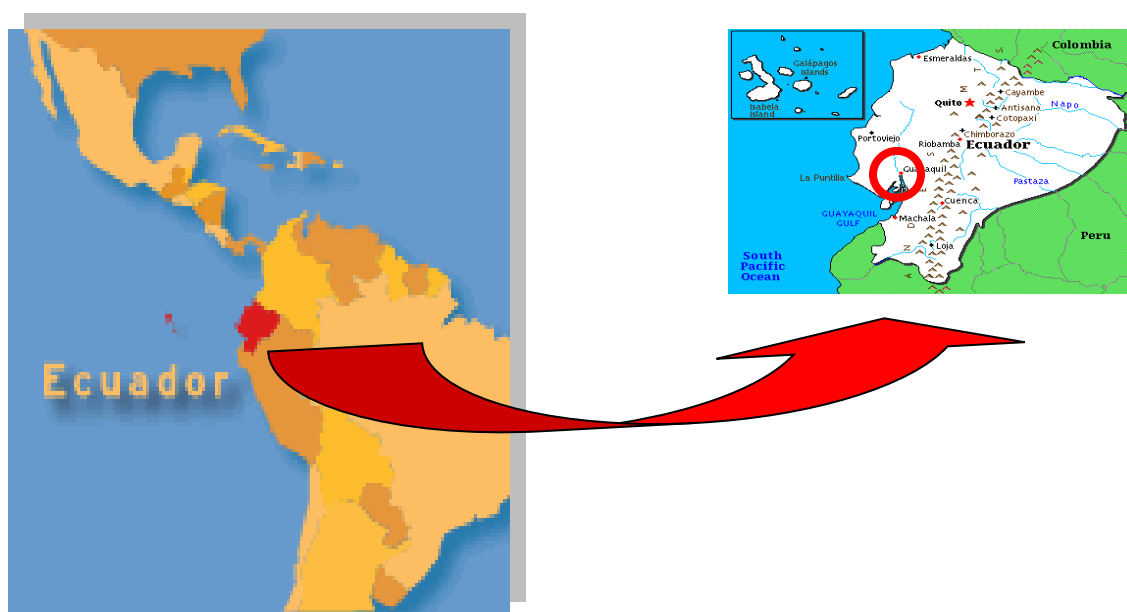 Ecuador
Colombia
Esmeraldas
Galápagos
Islands
Isabela
Island
Cayambe
Quito
Napo
Antisana
Cotopaxi
Chimborazo
Portoviejo
Riobamba
Ecuador
Guayaquil
La Puntilla
Pastaza
Cuenca
GUAYAQUIL
GULF
Machala
Peru
Loja
South
Pacific
Ocean
A
N
D
E
S
M
T
S